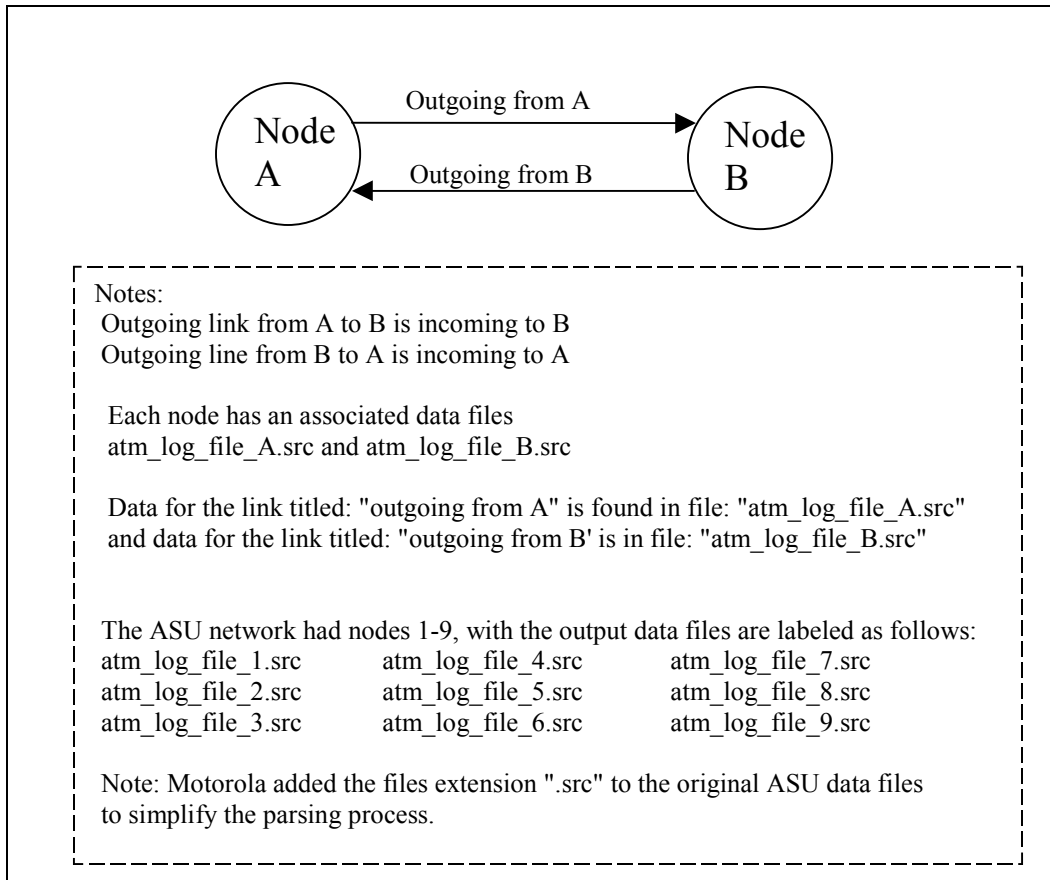 Outgoing from A
Node
A
Node
B
Outgoing from B
Notes:
Outgoing link from A to B is incoming to B
Outgoing line from B to A is incoming to A
Each node has an associated data files
atm_log_file_A.src and atm_log_file_B.src
Data for the link titled: "outgoing from A" is found in file: "atm_log_file_A.src"
and data for the link titled: "outgoing from B' is in file: "atm_log_file_B.src"
The ASU network had nodes 1-9, with the output data files are labeled as follows:
atm_log_file_1.src atm_log_file_4.src atm_log_file_7.src
atm_log_file_2.src atm_log_file_5.src atm_log_file_8.src
atm_log_file_3.src atm_log_file_6.src atm_log_file_9.src
Note: Motorola added the files extension ".src" to the original ASU data files
to simplify the parsing process.